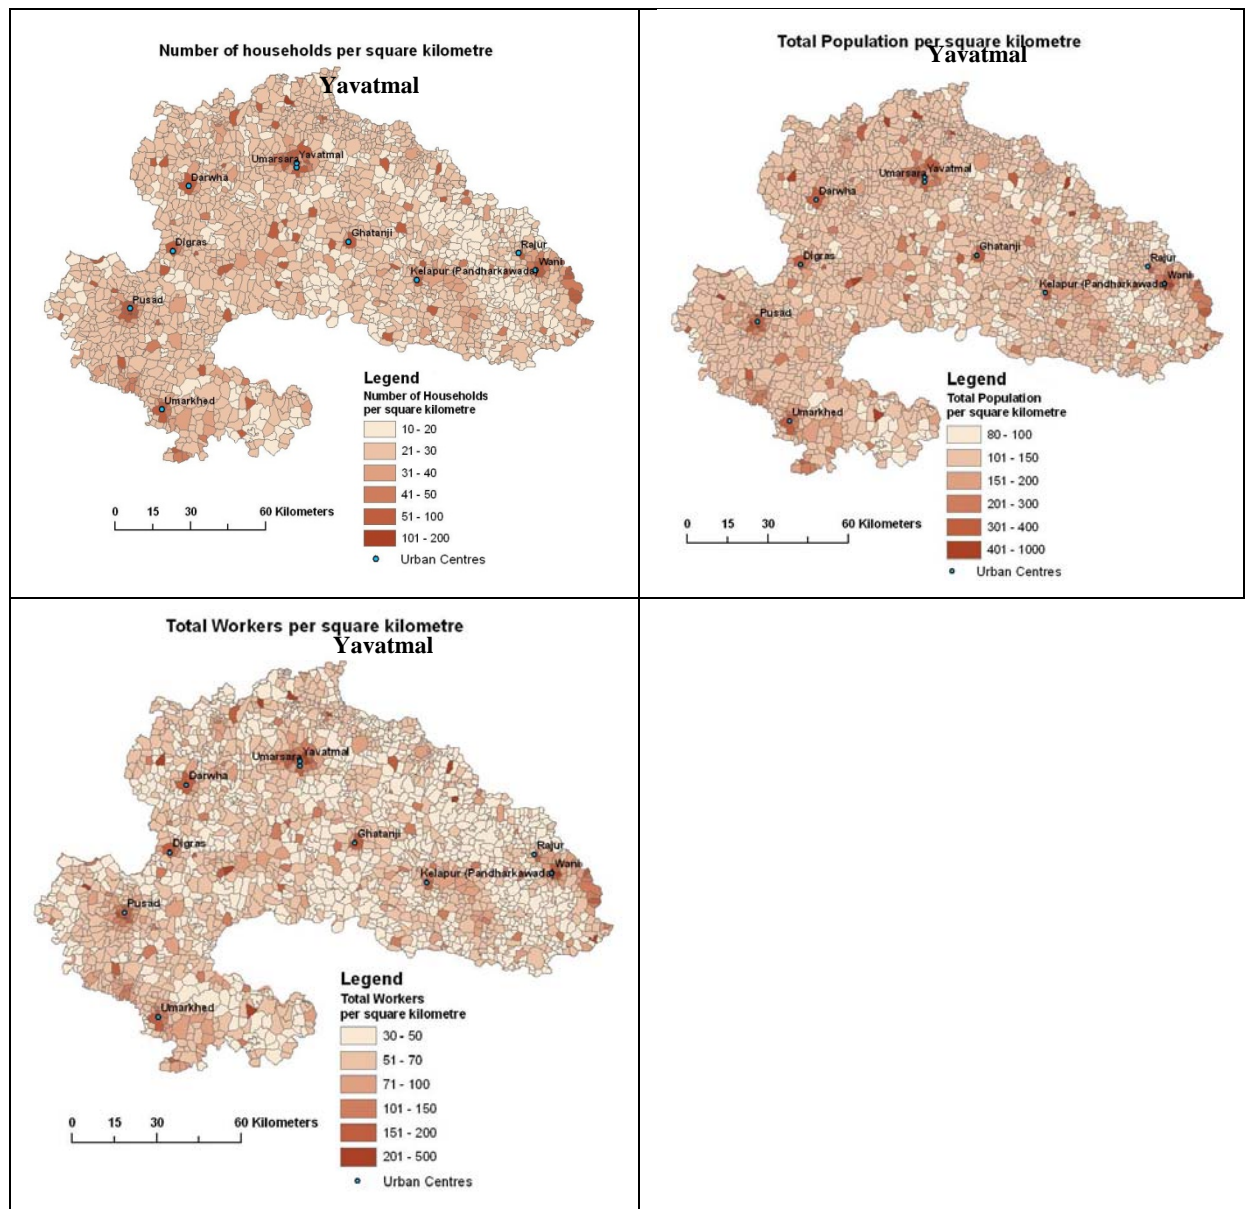 Number of households per square kilometre
Yavatmal
Umarsara Yavatmal
Darwha
Digras
Ghatanji
Rajur
Wani
Kelapur (Pandharkawada)
Pusad
Umarkhed
Legend
Number of Households
per square kilometre
10 - 20
21 - 30
31 - 40
41 - 50
51 - 100
101 - 200
Urban Centres
0 15 30 60 Kilometers
Total Population per square kilometre
Yavatmal
Umarsara Yavatmal
Darwha
Digras
Ghatanji
Rajur
Wani
Kelapur (Pandharkawada)
Pusad
Umarkhed
Legend
Total Population
per square kilometre
80 - 100
101 - 150
151 - 200
201 - 300
301 - 400
401 - 1000
Urban Centres
0 15 30 60 Kilometers
Total Workers per square kilometre
Yavatmal
Umarsara Yavatmal
Darwha
Digras
Ghatanji
Rajur
Wani
Kelapur (Pandharkawada)
Pusad
Umarkhed
Legend
Total Workers
per square kilometre
30 - 50
51 - 70
71 - 100
101 - 150
151 - 200
201 - 500
Urban Centres
0 15 30 60 Kilometers